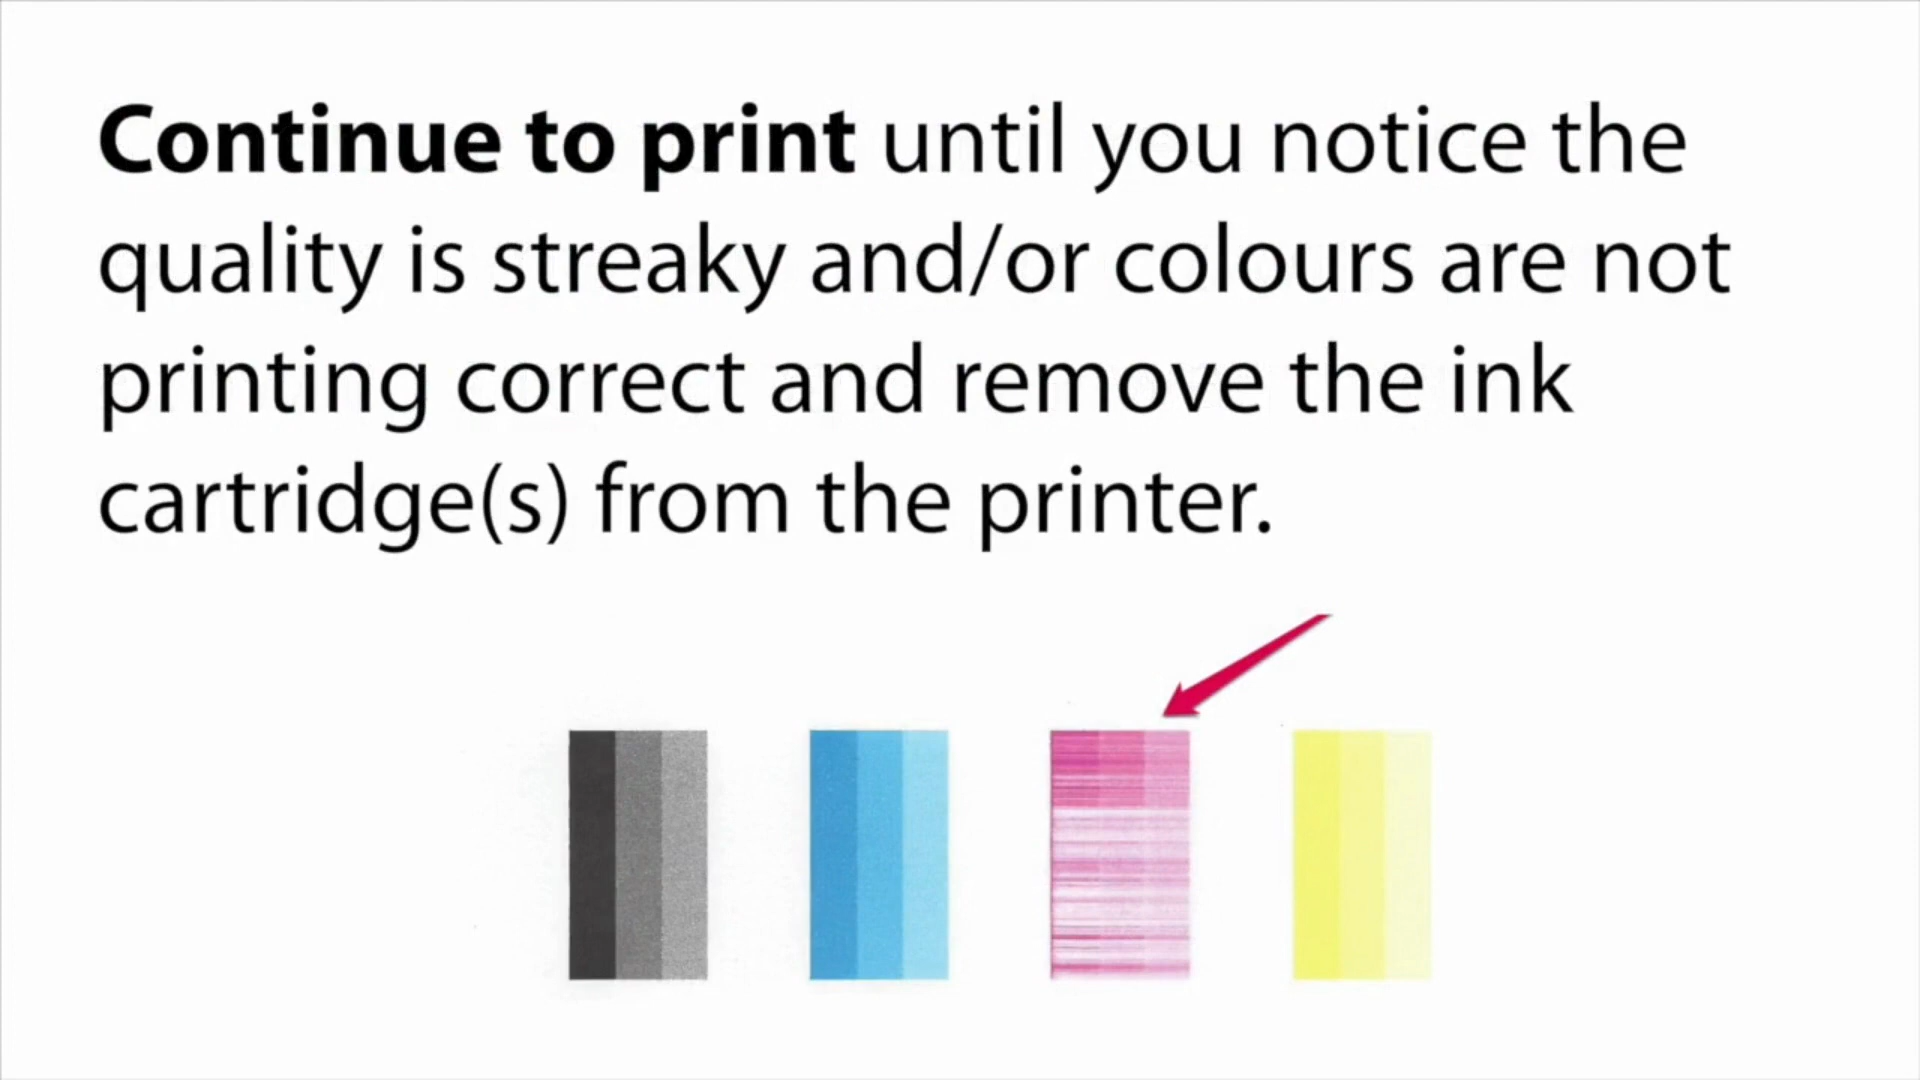 Continue to print until you notice the
quality is streaky and/or colours are not
printing correct and remove the ink
cartridge(s) from the printer.